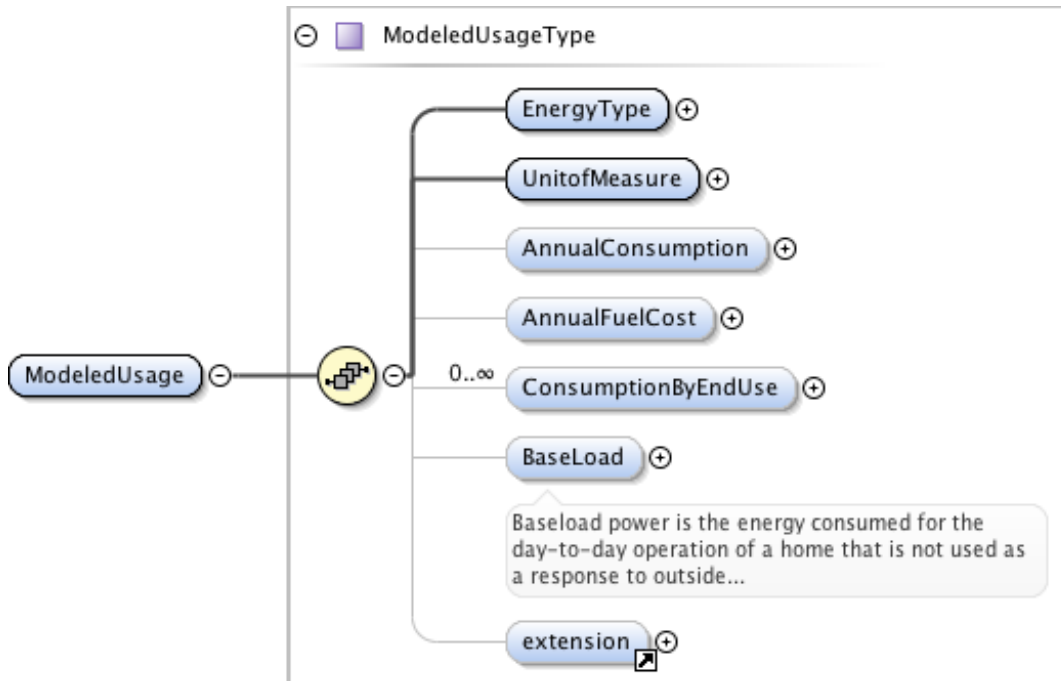 ModeledUsageType
EnergyType
UnitofMeasure
AnnualConsumption
AnnualFuelCost
ModeledUsage
0..∞
ConsumptionByEndUse
BaseLoad
Baseload power is the energy consumed for the
day-to-day operation of a home that is not used as
a response to outside...
extension